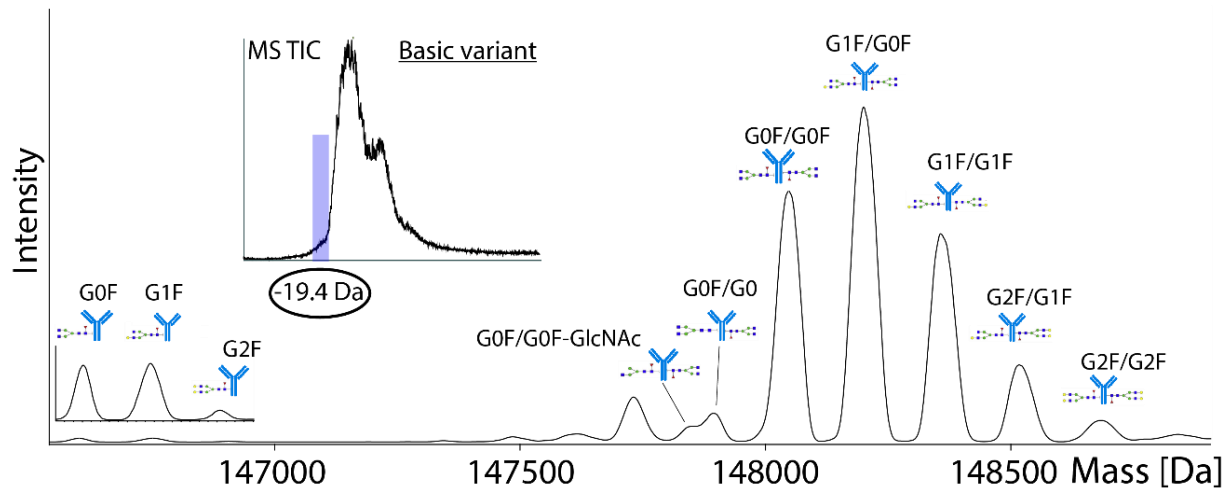 MS TIC
Basic variant
-19.4 Da
Intensity
G0F
G1F
G2F
G0F/G0F-GlcNAc
G0F/G0
G0F/G0F
G1F/G0F
G1F/G1F
G2F/G1F
G2F/G2F
147000
147500
148000
148500
Mass [Da]